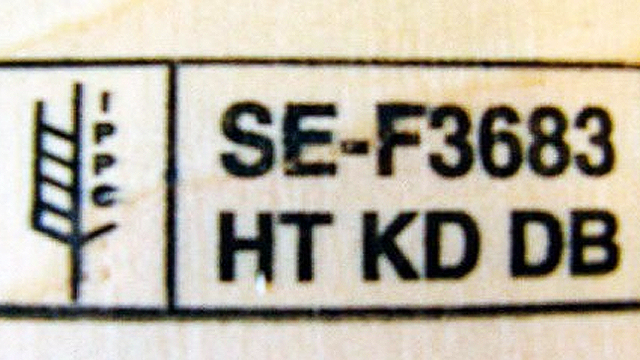 IPPC
SE-F3683
HT KD DB